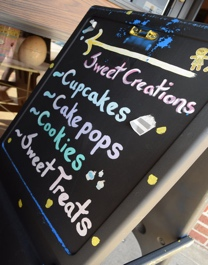 Sweet Creations
~Cupcakes
~Cake pops
~Cookies
~Sweet Treats